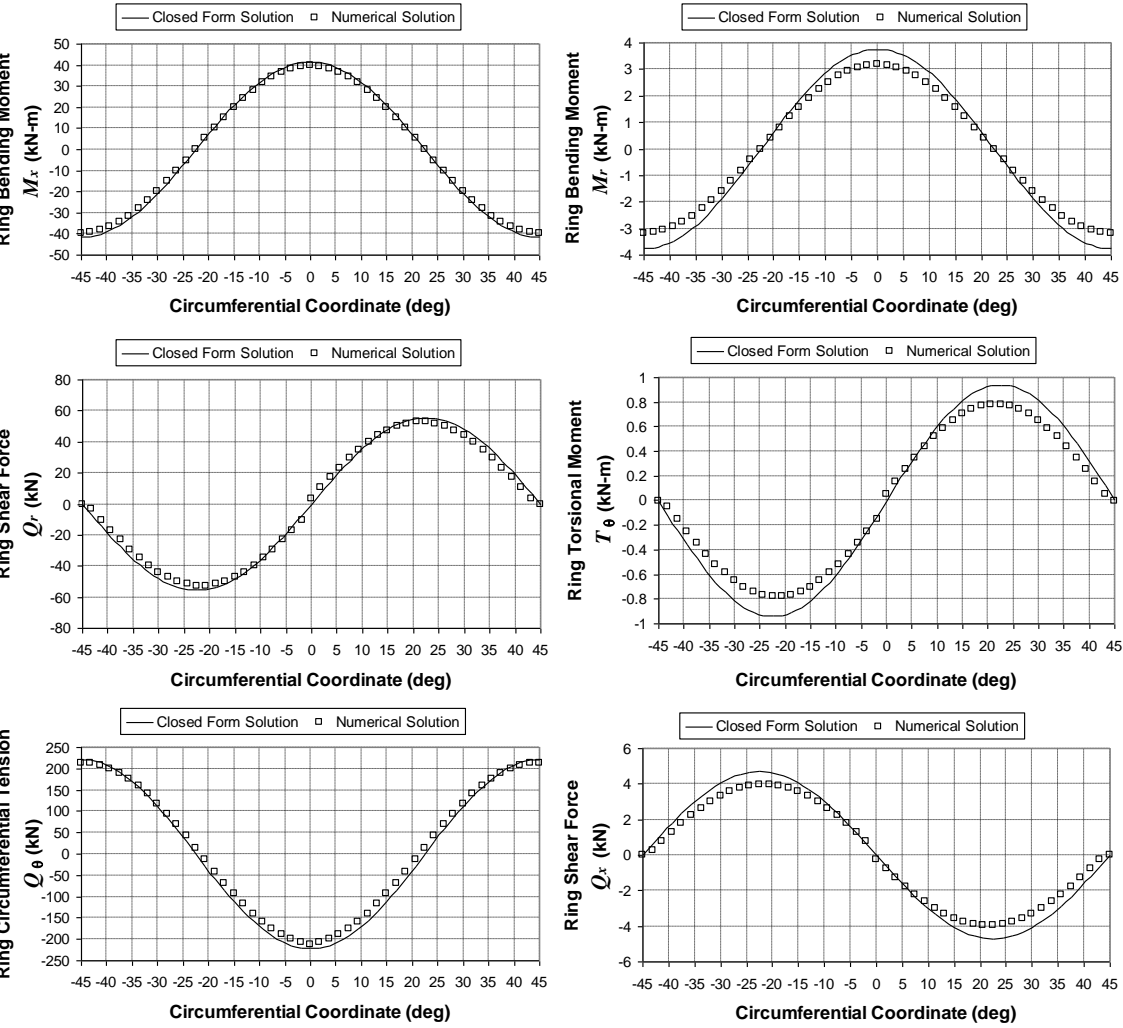 Closed Form Solution Numerical Solution
Ring Bending Moment
Mx (kN-m)
50
40
30
20
10
0
-10
-20
-30
-40
-50
-45 -40 -35 -30 -25 -20 -15 -10 -5 0 5 10 15 20 25 30 35 40 45
Circumferential Coordinate (deg)
Closed Form Solution Numerical Solution
Ring Bending Moment
Mr (kN-m)
4
3
2
1
0
-1
-2
-3
-4
-45 -40 -35 -30 -25 -20 -15 -10 -5 0 5 10 15 20 25 30 35 40 45
Circumferential Coordinate (deg)
Closed Form Solution Numerical Solution
Ring Shear Force
Qr (kN)
80
60
40
20
0
-20
-40
-60
-80
-45 -40 -35 -30 -25 -20 -15 -10 -5 0 5 10 15 20 25 30 35 40 45
Circumferential Coordinate (deg)
Closed Form Solution Numerical Solution
Ring Torsional Moment
T θ (kN-m)
1
0.8
0.6
0.4
0.2
0
-0.2
-0.4
-0.6
-0.8
-1
-45 -40 -35 -30 -25 -20 -15 -10 -5 0 5 10 15 20 25 30 35 40 45
Circumferential Coordinate (deg)
Closed Form Solution Numerical Solution
Ring Circumferential Tension
Q θ (kN)
250
200
150
100
50
0
-50
-100
-150
-200
-250
-45 -40 -35 -30 -25 -20 -15 -10 -5 0 5 10 15 20 25 30 35 40 45
Circumferential Coordinate (deg)
Closed Form Solution Numerical Solution
Ring Shear Force
Qx (kN)
6
4
2
0
-2
-4
-6
-45 -40 -35 -30 -25 -20 -15 -10 -5 0 5 10 15 20 25 30 35 40 45
Circumferential Coordinate (deg)